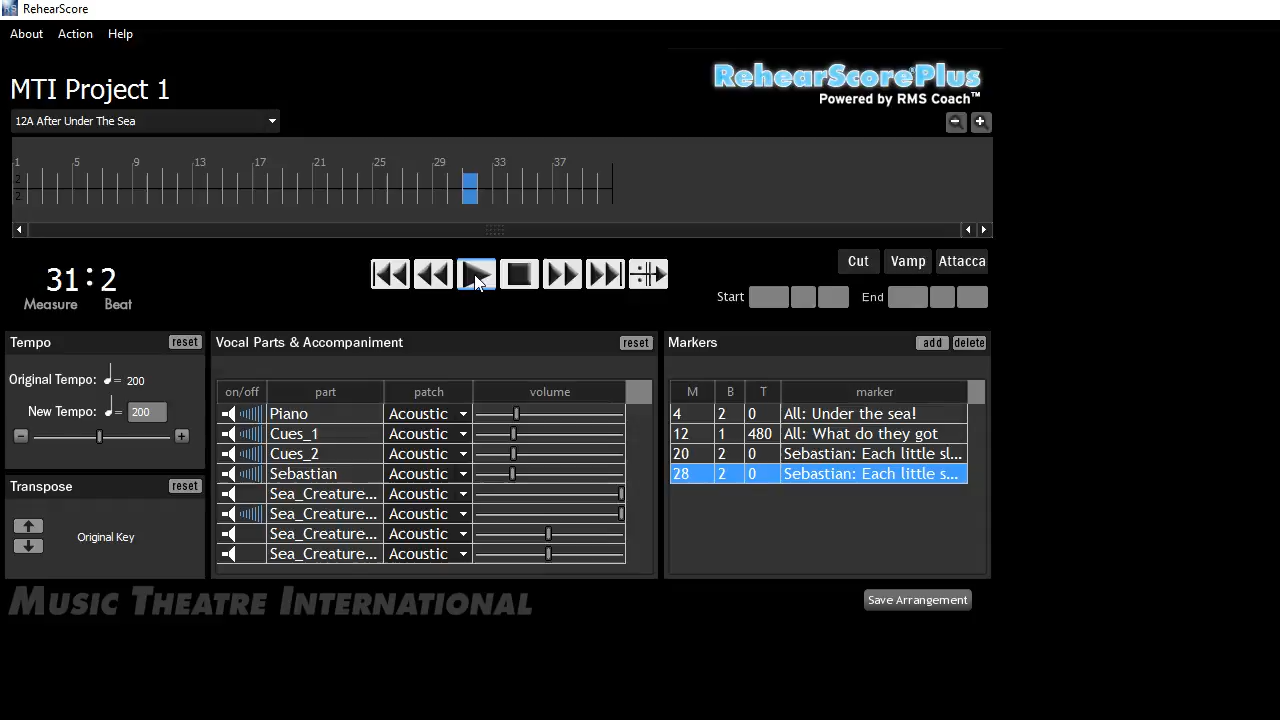 RehearScore
About Action Help
RehearScore®Plus
Powered by RMS Coach™
MTI Project 1
12A After Under The Sea
1 5 9 13 17 21 25 29 33 37
2
2
31:2
Measure Beat
Cut Vamp Attacca
Start End
Tempo reset
Original Tempo: = 200
New Tempo: = 200
Transpose reset
Original Key
Vocal Parts & Accompaniment reset
on/off part patch volume
Piano Acoustic
Cues_1 Acoustic
Cues_2 Acoustic
Sebastian Acoustic
Sea_Creature... Acoustic
Sea_Creature... Acoustic
Sea_Creature... Acoustic
Sea_Creature... Acoustic
Markers add delete
M B T marker
4 2 0 All: Under the sea!
12 1 480 All: What do they got
20 2 0 Sebastian: Each little sl...
28 2 0 Sebastian: Each little s...
Music Theatre International
Save Arrangement